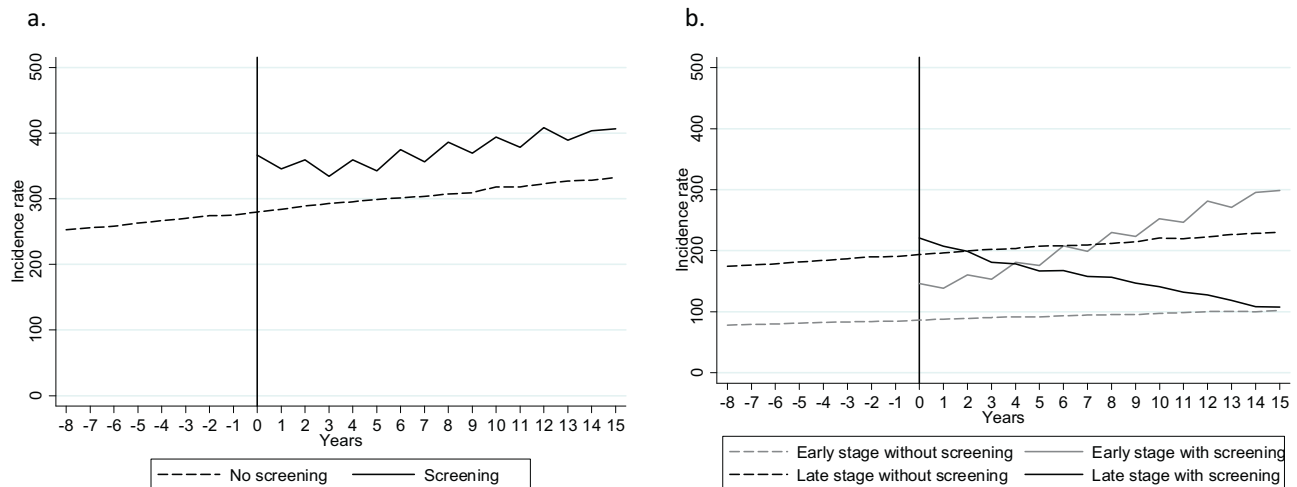 a.
500
400
300
200
100
0
Incidence rate
-8 -7 -6 -5 -4 -3 -2 -1 0 1 2 3 4 5 6 7 8 9 10 11 12 13 14 15
Years
No screening Screening
b.
500
400
300
200
100
0
Incidence rate
-8 -7 -6 -5 -4 -3 -2 -1 0 1 2 3 4 5 6 7 8 9 10 11 12 13 14 15
Years
Early stage without screening Early stage with screening
Late stage without screening Late stage with screening